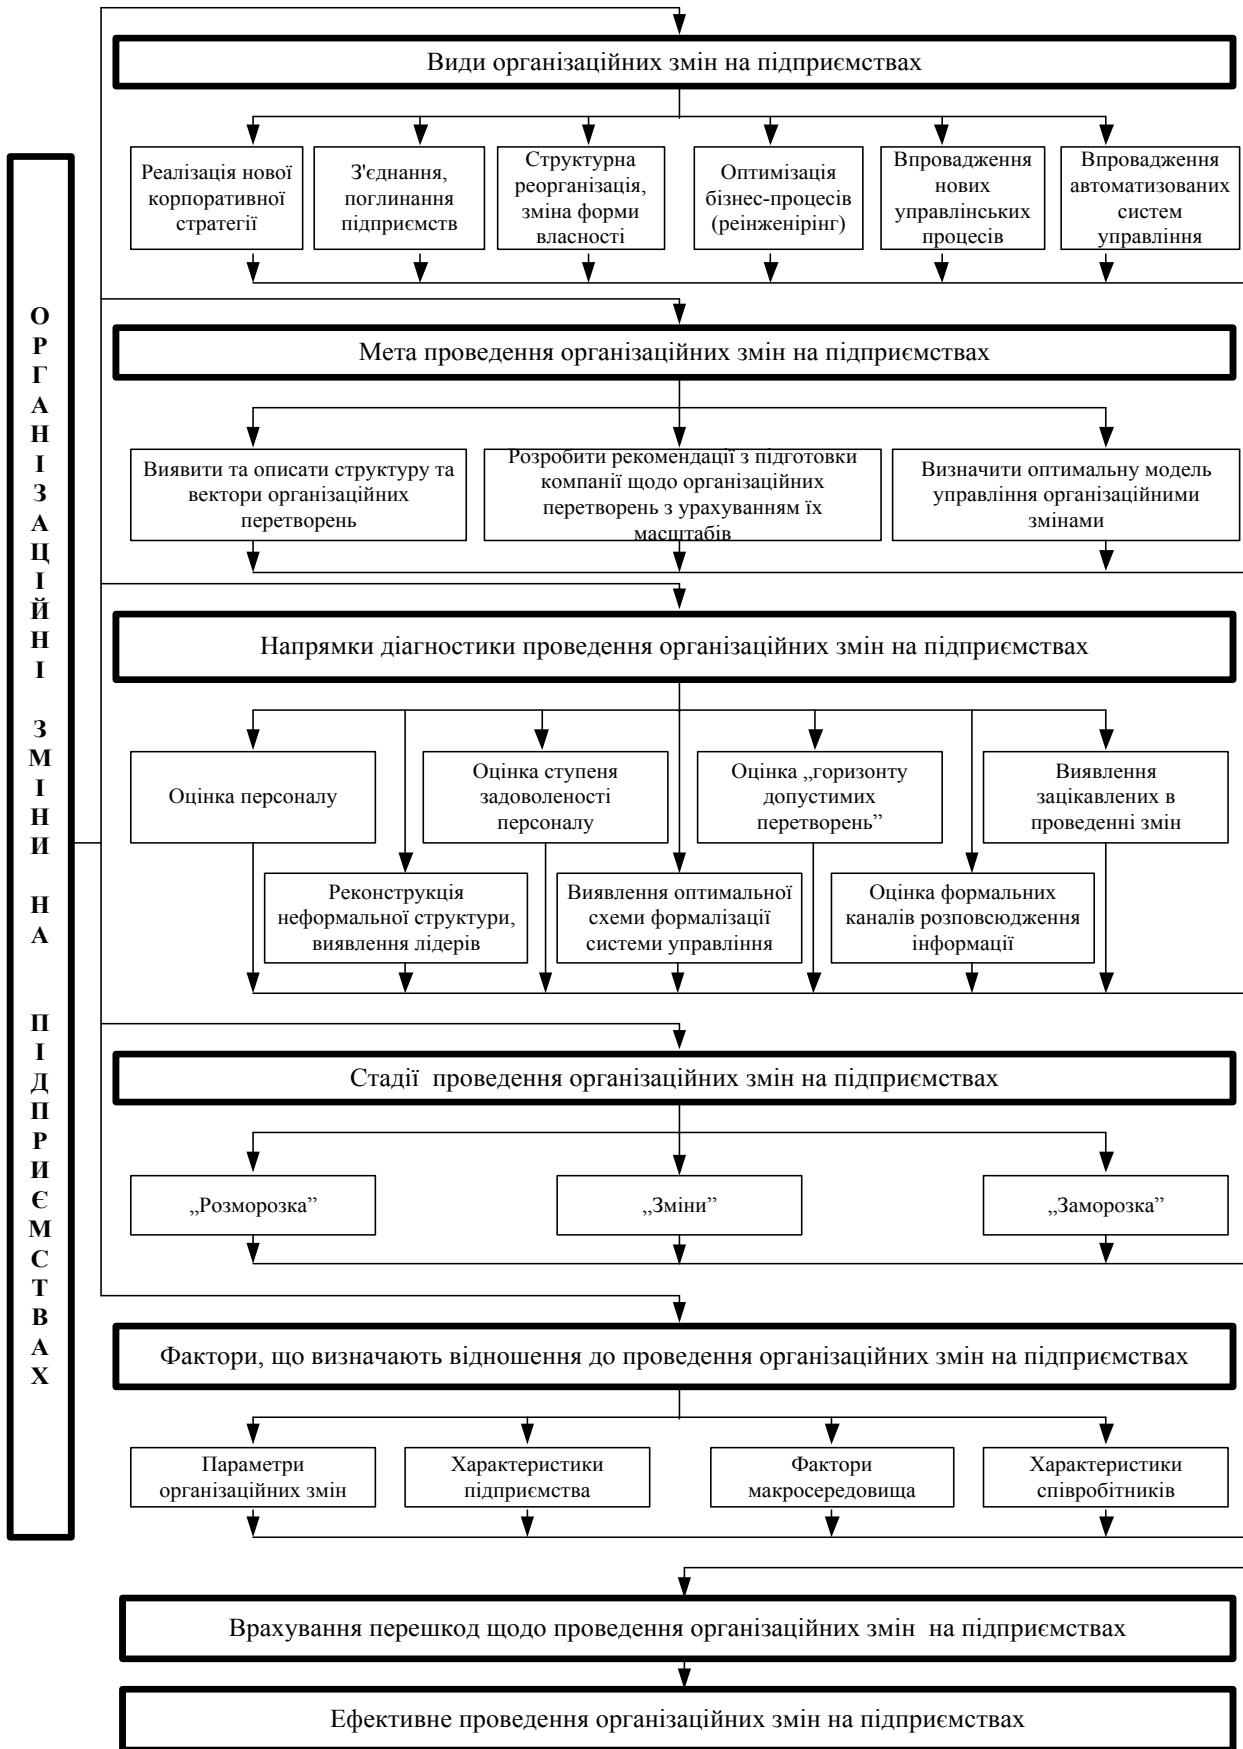 Види організаційних змін на підприємствах
Реалізація нової
корпоративної
стратегії
З'єднання,
поглинання
підприємств
Структурна
реорганізація,
зміна форми
власності
Оптимізація
бізнес-процесів
(реінженірінг)
Впровадження
нових
управлінських
процесів
Впровадження
автоматизованих
систем
управління
ОРГАНІЗАЦІЙНІ ЗМІНИ НА ПІДПРИЄМСТВАХ
Мета проведення організаційних змін на підприємствах
Виявити та описати структуру та
вектори організаційних
перетворень
Розробити рекомендації з підготовки
компанії щодо організаційних
перетворень з урахуванням їх
масштабів
Визначити оптимальну модель
управління організаційними
змінами
Напрямки діагностики проведення організаційних змін на підприємствах
Оцінка персоналу
Оцінка ступеня
задоволеності
персоналу
Оцінка „горизонту
допустимих
перетворень”
Виявлення
зацікавлених в
проведенні змін
Реконструкція
неформальної структури,
виявлення лідерів
Виявлення оптимальної
схеми формалізації
системи управління
Оцінка формальних
каналів розповсюдження
інформації
Стадії проведення організаційних змін на підприємствах
„Розморозка”
„Зміни”
„Заморозка”
Фактори, що визначають відношення до проведення організаційних змін на підприємствах
Параметри
організаційних змін
Характеристики
підприємства
Фактори
макросередовища
Характеристики
співробітників
Врахування перешкод щодо проведення організаційних змін на підприємствах
Ефективне проведення організаційних змін на підприємствах